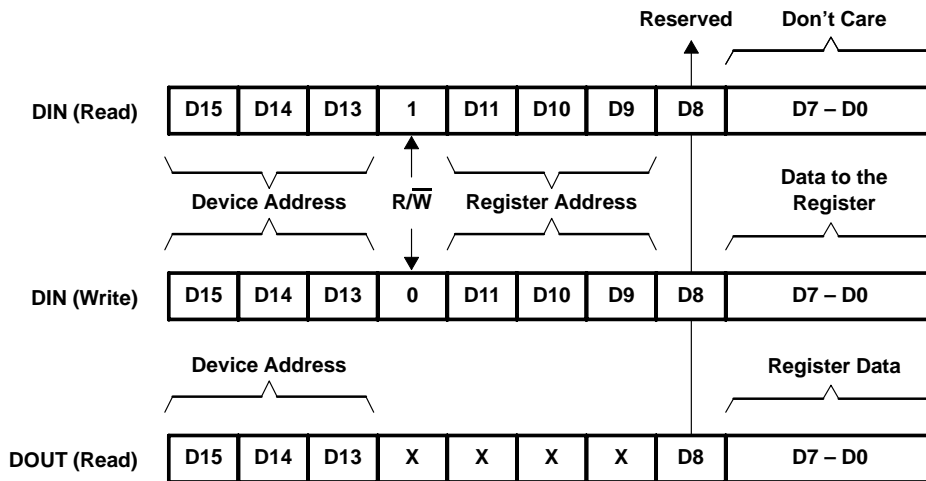 Reserved Don't Care
DIN (Read) D15 D14 D13 1 D11 D10 D9 D8 D7 – D0
Device Address R/W̅ Register Address Data to the
Register
DIN (Write) D15 D14 D13 0 D11 D10 D9 D8 D7 – D0
Device Address Register Data
DOUT (Read) D15 D14 D13 X X X X D8 D7 – D0